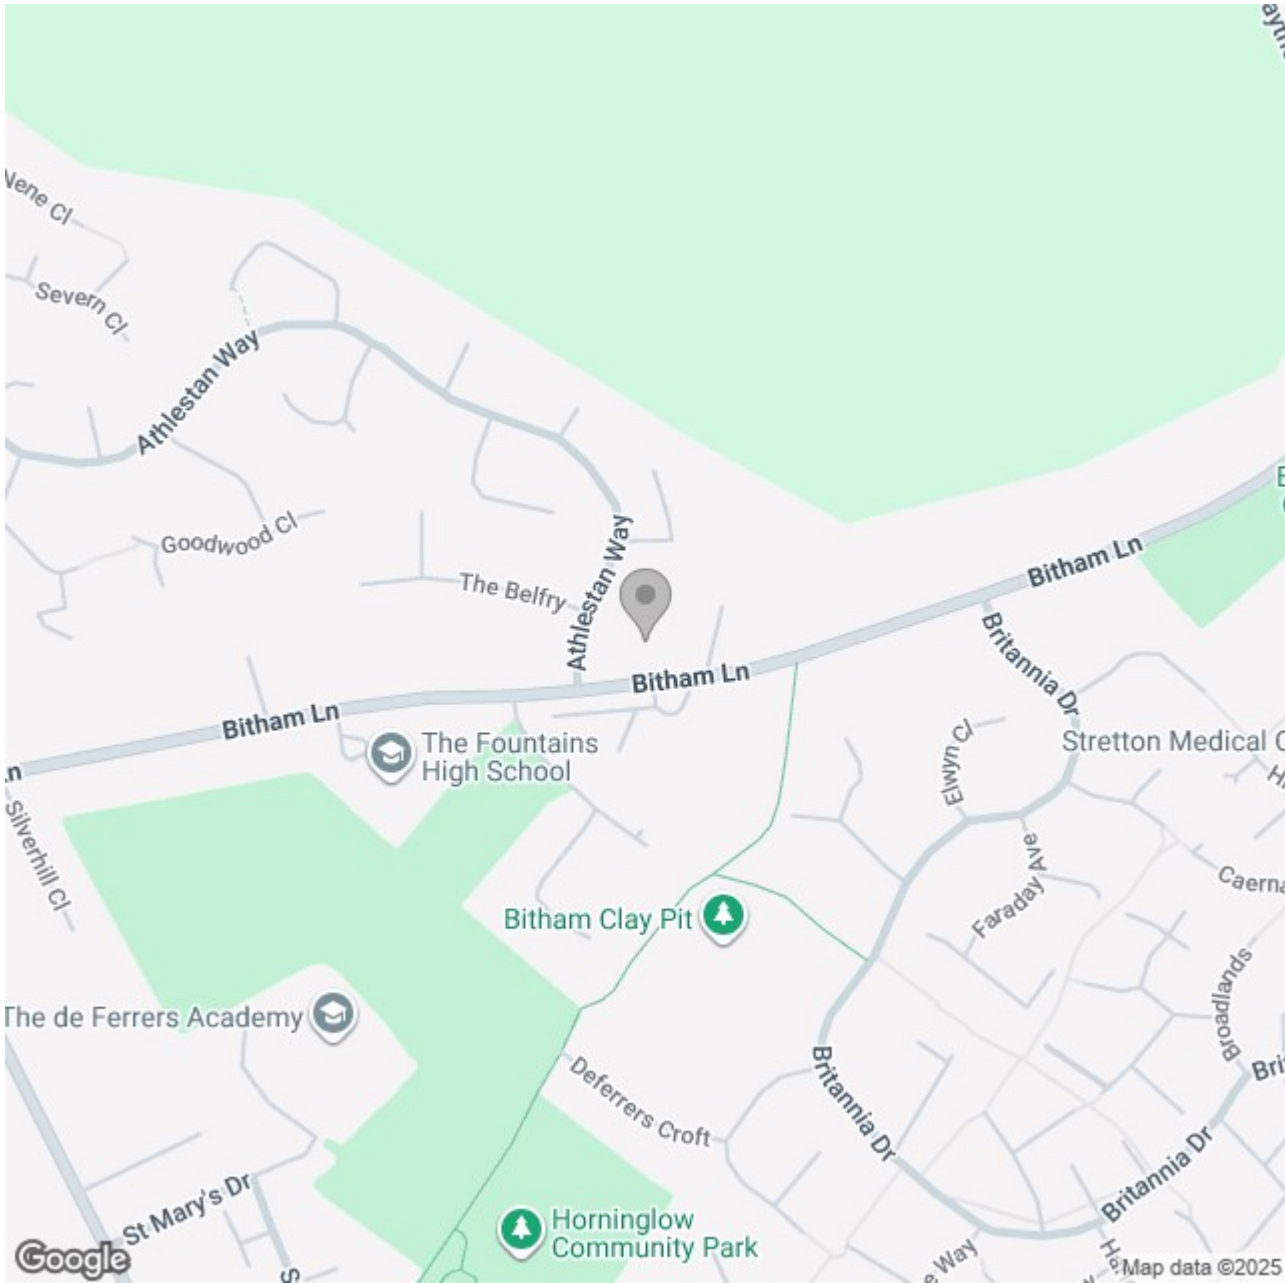 Nene Cl
Severn Cl
Athlestan Way
Goodwood Cl
The Belfry
Athlestan Way
Bitham Ln
Bitham Ln
Bitham Ln
Britannia Dr
Elwyn Cl
Stretton Medical
The Fountains
High School
Silverhill Cl
Faraday Ave
Bitham Clay Pit
Broadlands
The de Ferrers Academy
Deferrers Croft
Britannia Dr
Britannia Dr
St Mary's Dr
Horninglow
Community Park
Way
Google
Map data ©2025